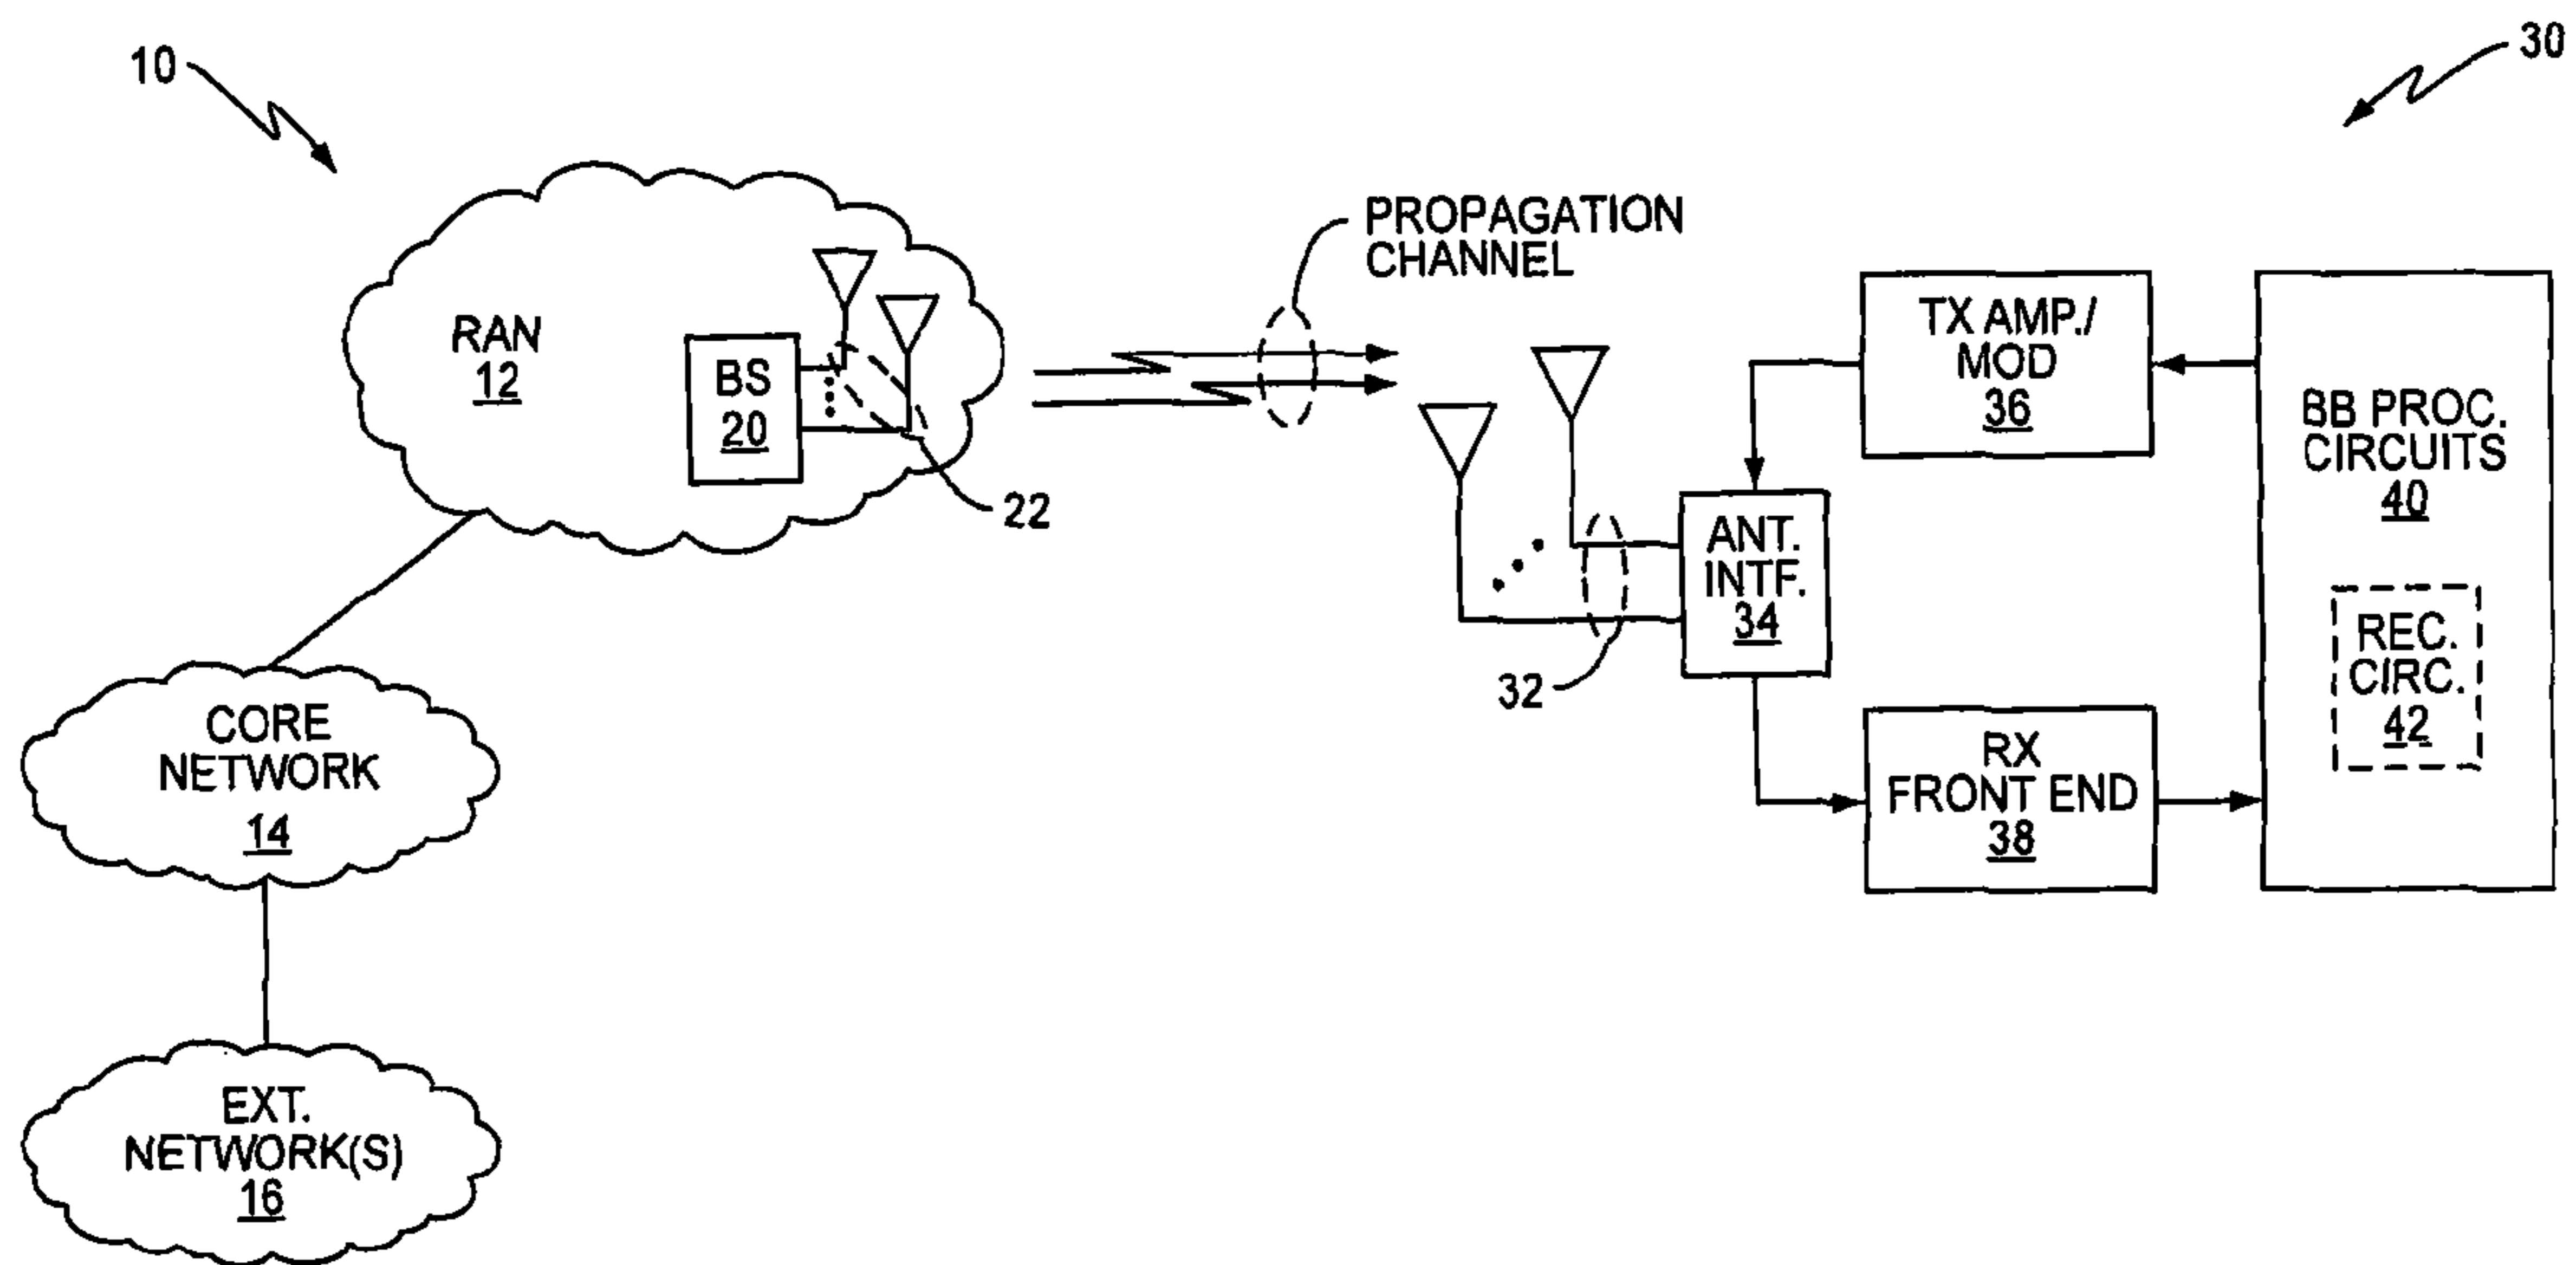 10
30
PROPAGATION
CHANNEL
RAN
12
BS
20
22
TX AMP./
MOD
36
BB PROC.
CIRCUITS
40
ANT.
INTF.
34
32
REC.
CIRC.
42
RX
FRONT END
38
CORE
NETWORK
14
EXT.
NETWORK(S)
16